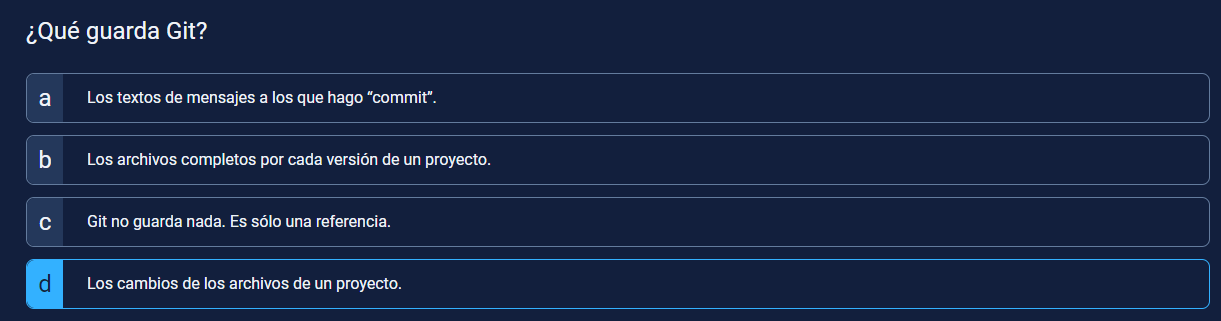 ¿Qué guarda Git?
a Los textos de mensajes a los que hago “commit”.
b Los archivos completos por cada versión de un proyecto.
c Git no guarda nada. Es sólo una referencia.
d Los cambios de los archivos de un proyecto.